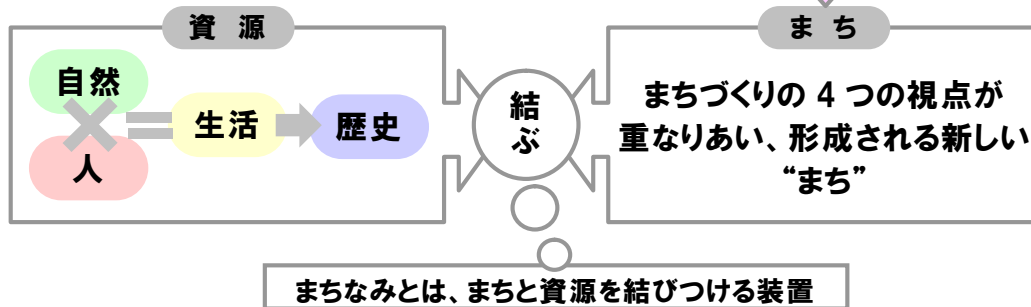 資 源
自然
人
生活
歴史
結
ぶ
ま ち
まちづくりの 4 つの視点が
重なりあい、形成される新しい
“まち”
まちなみとは、まちと資源を結びつける装置